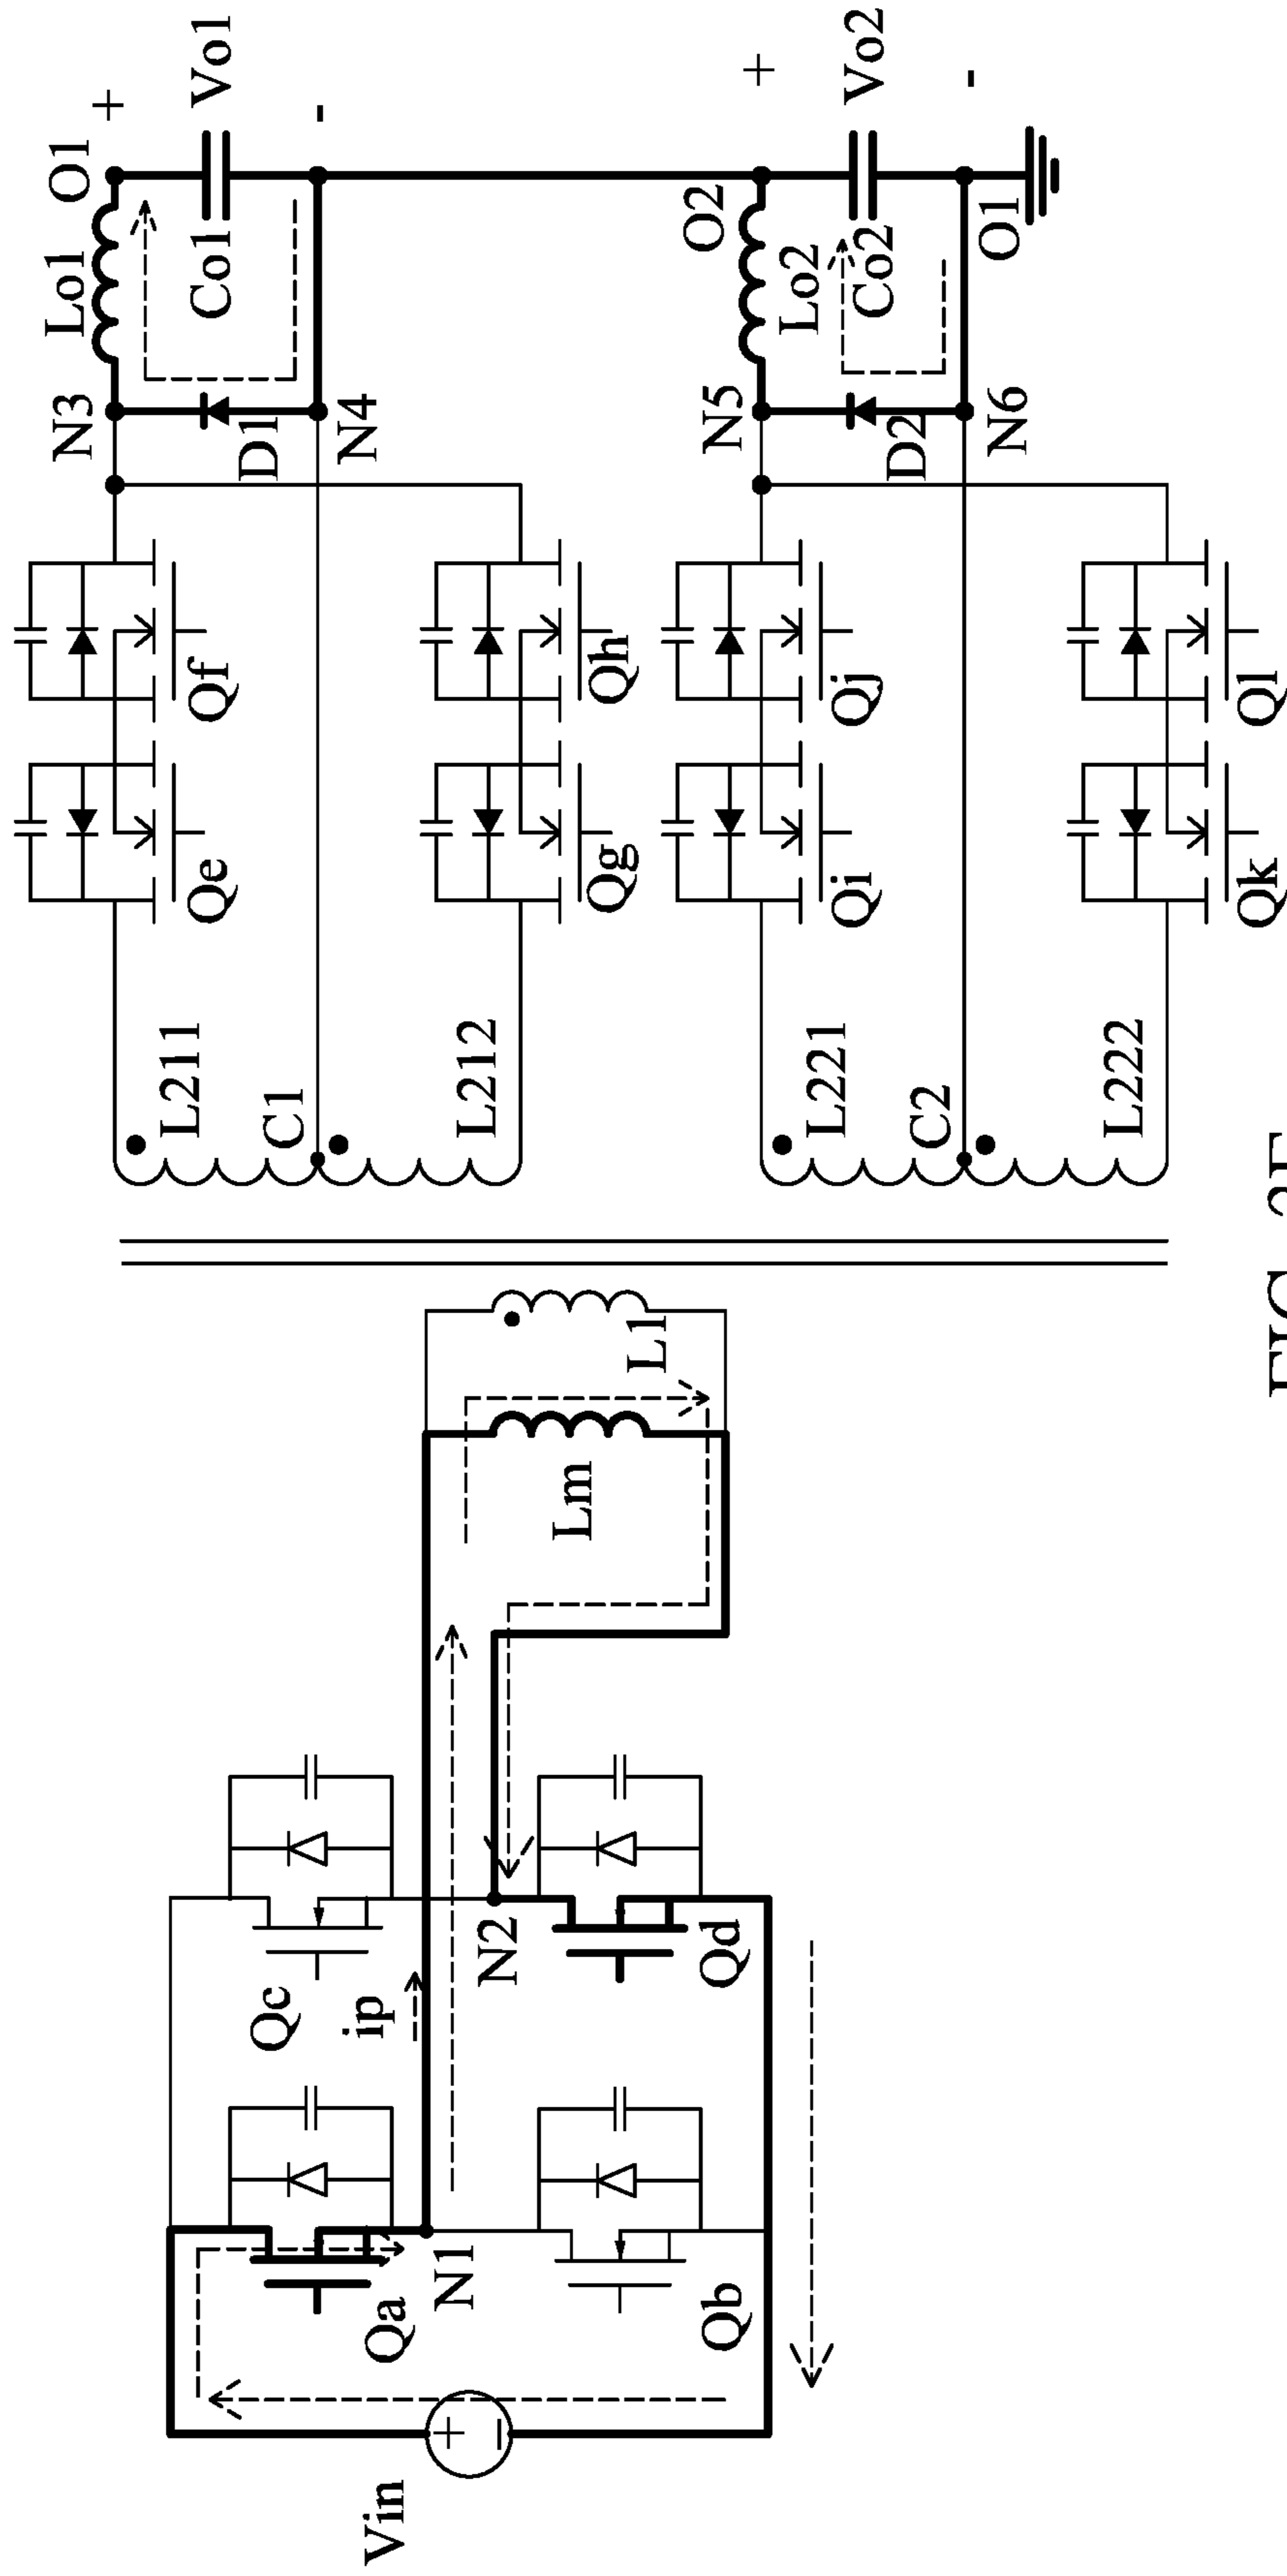 Lo1
O1
+
Vo1
-
Co1
N3
D1
N4
Qe
Qf
L211
C1
L212
Qg
Qh
O2
+
Vo2
-
Lo2
Co2
O1
N5
D2
N6
Qi
Qj
L221
C2
L222
Qk
Ql
Vin
+
-
Qa
N1
Qb
Qc
ip
N2
Qd
Lm
L1